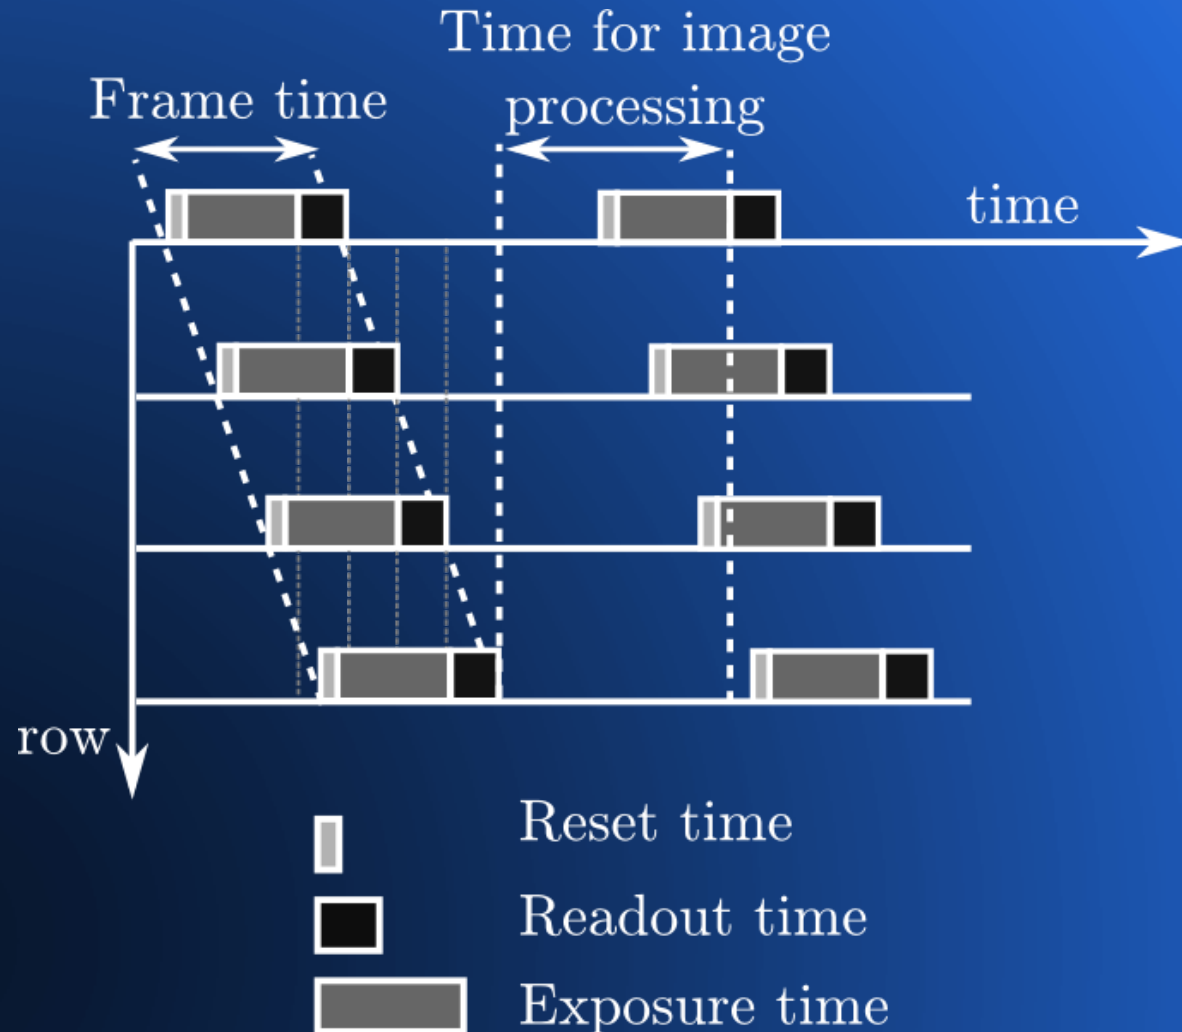 Time for image
processing
Frame time
time
row
Reset time
Readout time
Exposure time